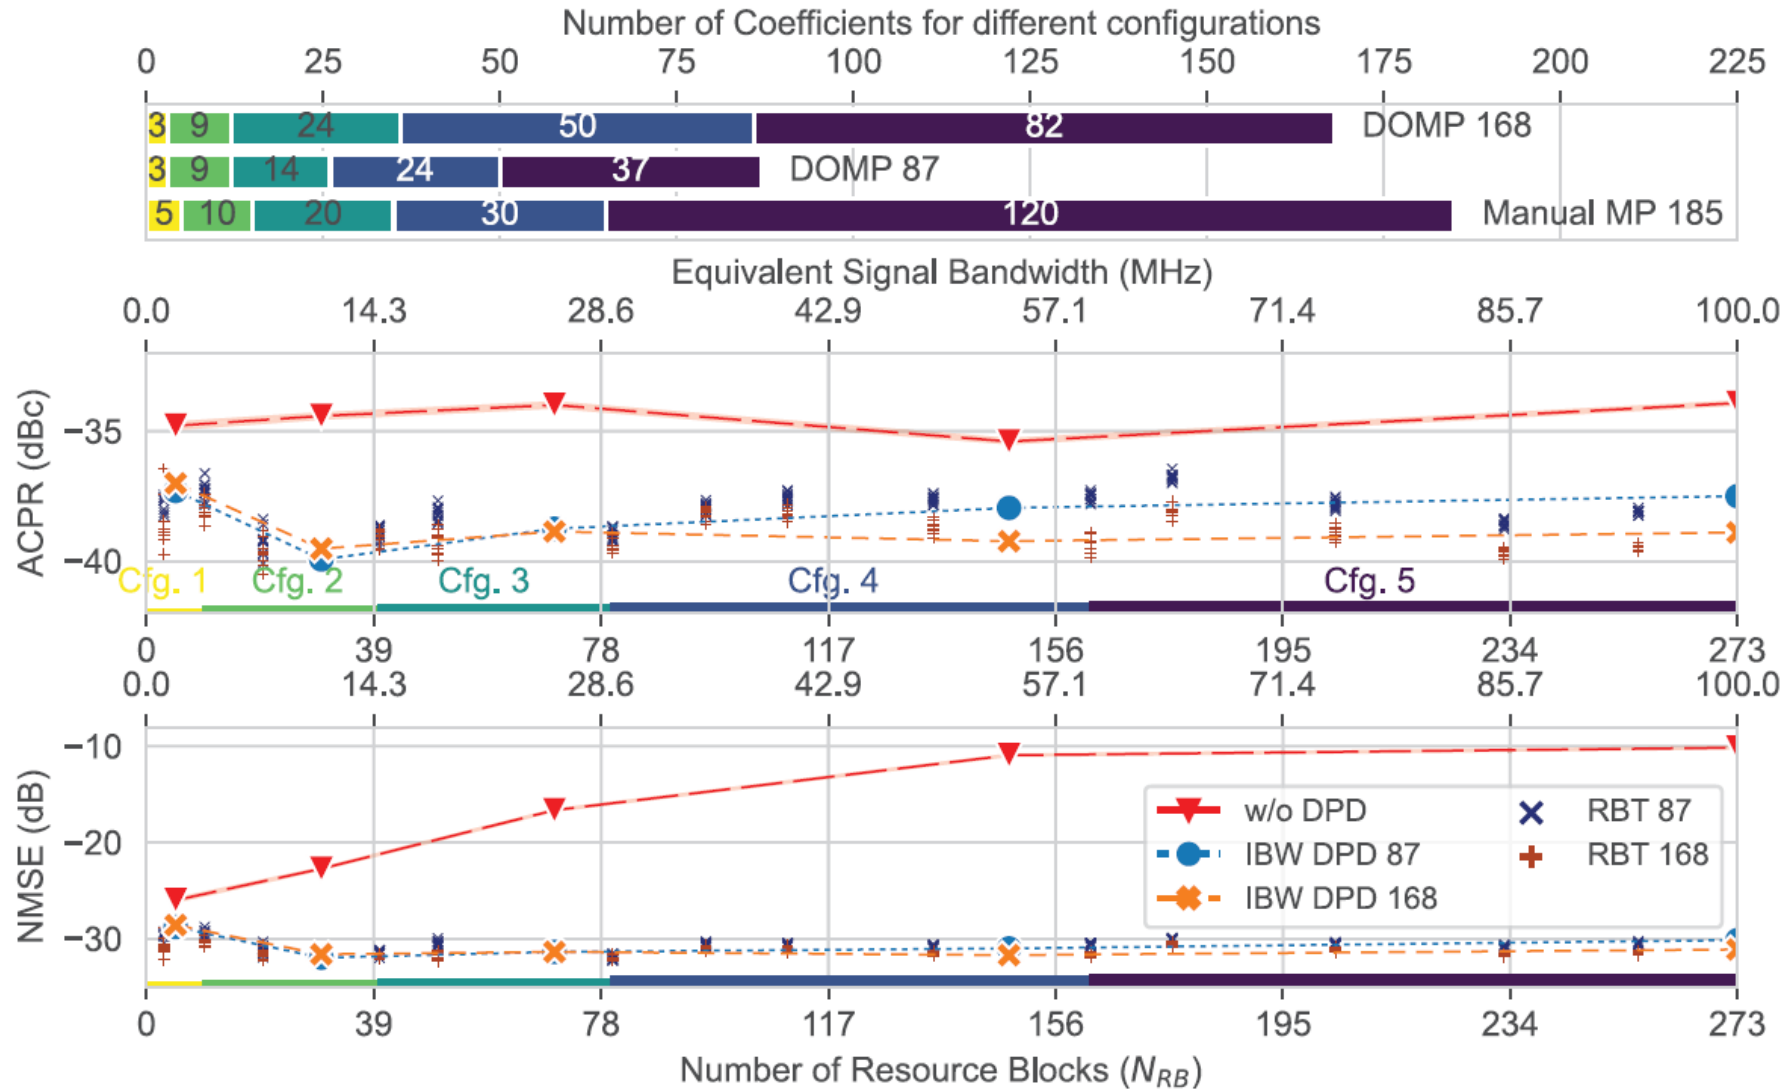 Number of Coefficients for different configurations
0 25 50 75 100 125 150 175 200 225
3 9 24 50 82 DOMP 168
3 9 14 24 37 DOMP 87
5 10 20 30 120 Manual MP 185
Equivalent Signal Bandwidth (MHz)
0.0 14.3 28.6 42.9 57.1 71.4 85.7 100.0
ACPR (dBc)
−35
−40
Cfg. 1 Cfg. 2 Cfg. 3 Cfg. 4 Cfg. 5
0 39 78 117 156 195 234 273
0.0 14.3 28.6 42.9 57.1 71.4 85.7 100.0
NMSE (dB)
−10
−20
−30
w/o DPD RBT 87
IBW DPD 87 RBT 168
IBW DPD 168
0 39 78 117 156 195 234 273
Number of Resource Blocks (N_{RB})